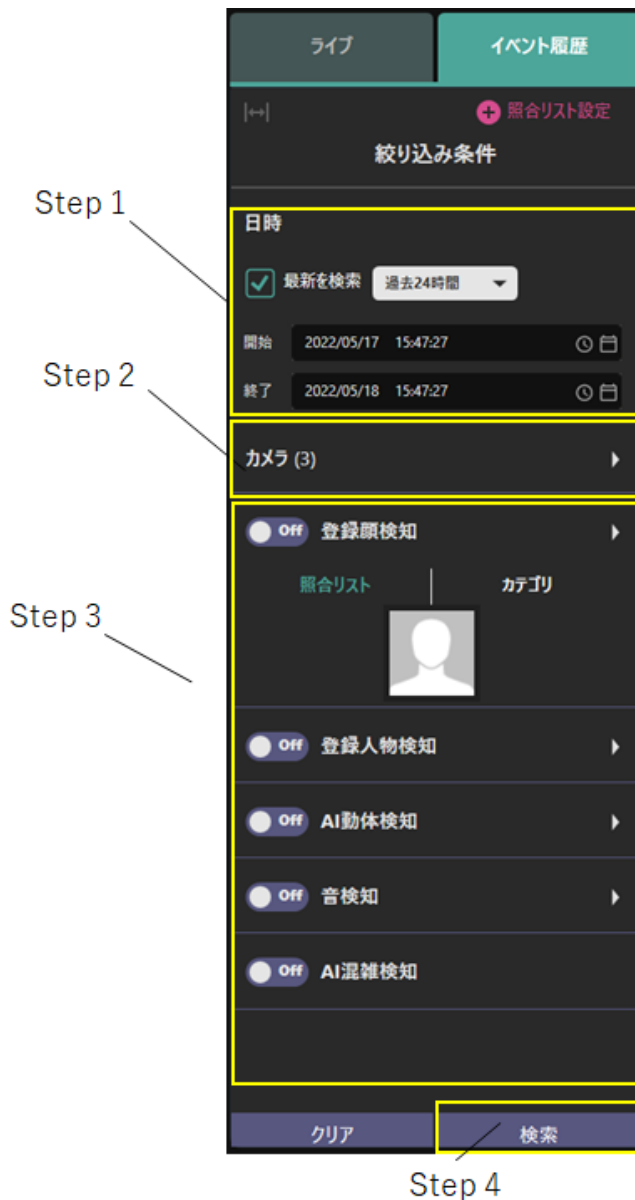 ライブ イベント履歴
照合リスト設定
絞り込み条件
Step 1
日時
最新を検索 過去24時間
開始 2022/05/17 15:47:27
Step 2
終了 2022/05/18 15:47:27
カメラ (3)
Off 登録顔検知
照合リスト カテゴリ
Step 3
Off 登録人物検知
Off AI動体検知
Off 音検知
Off AI混雑検知
クリア 検索
Step 4